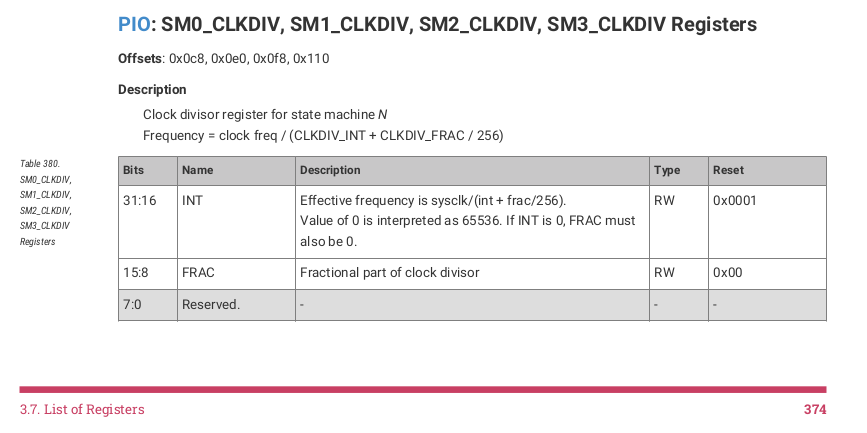 PIO: SM0_CLKDIV, SM1_CLKDIV, SM2_CLKDIV, SM3_CLKDIV Registers
Offsets: 0x0c8, 0x0e0, 0x0f8, 0x110
Description
Clock divisor register for state machine N
Frequency = clock freq / (CLKDIV_INT + CLKDIV_FRAC / 256)
Table 380.
SM0_CLKDIV,
SM1_CLKDIV,
SM2_CLKDIV,
SM3_CLKDIV
Registers
Bits Name Description Type Reset
31:16 INT Effective frequency is sysclk/(int + frac/256). RW 0x0001
Value of 0 is interpreted as 65536. If INT is 0, FRAC must
also be 0.
15:8 FRAC Fractional part of clock divisor RW 0x00
7:0 Reserved. - - -
3.7. List of Registers 374